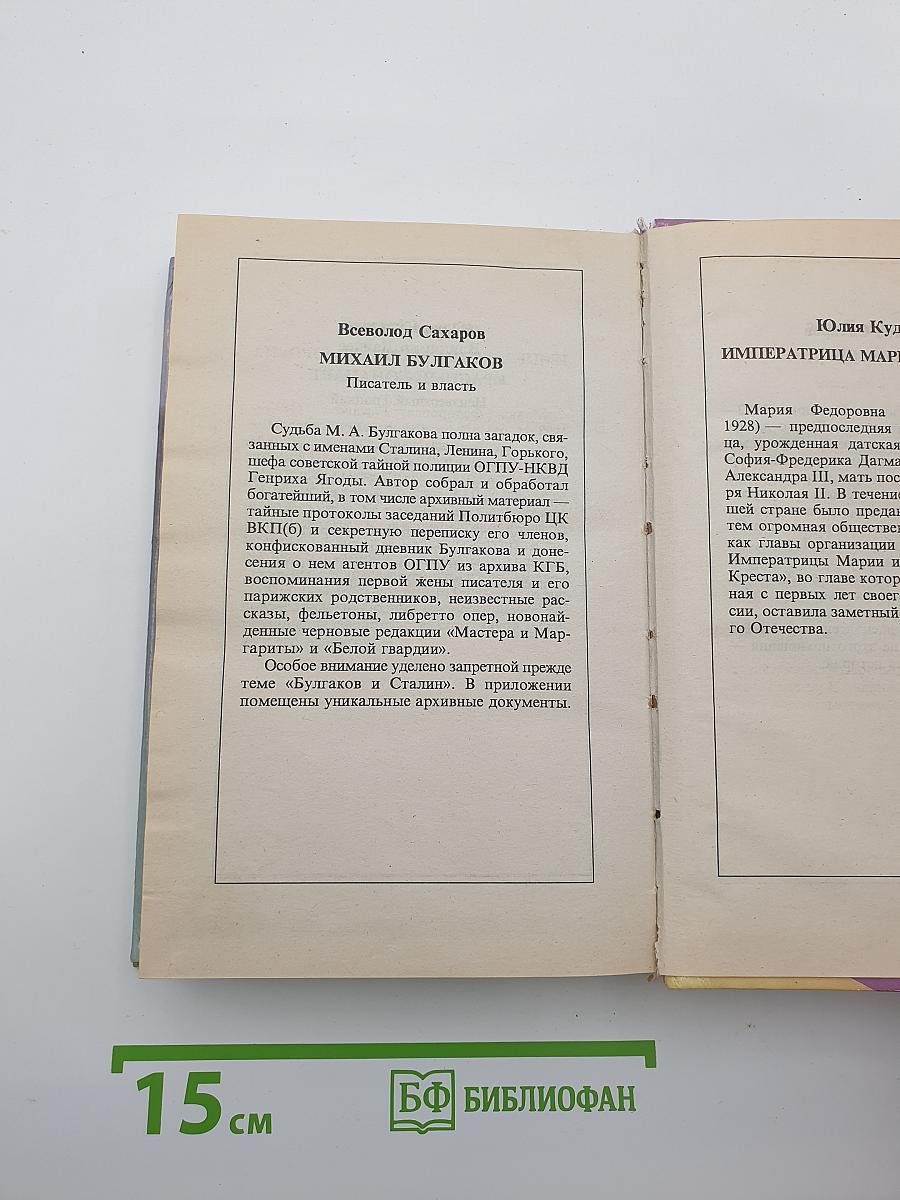 Всеволод Сахаров
МИХАИЛ БУЛГАКОВ
Писатель и власть
Судьба М. А. Булгакова полна загадок, свя-
занных с именами Сталина, Ленина, Горького,
шефа советской тайной полиции ОГПУ-НКВД
Генриха Ягоды. Автор собрал и обработал
богатейший, в том числе архивный материал —
тайные протоколы заседаний Политбюро ЦК
ВКП(б) и секретную переписку его членов,
конфискованный дневник Булгакова и доне-
сения о нем агентов ОГПУ из архива КГБ,
воспоминания первой жены писателя и его
парижских родственников, неизвестные рас-
сказы, фельетоны, либретто опер, новонай-
денные черновые редакции «Мастера и Мар-
гариты» и «Белой гвардии».
Особое внимание уделено запретной прежде
теме «Булгаков и Сталин». В приложении
помещены уникальные архивные документы.
Юлия Куд
ИМПЕРАТРИЦА МАРИ
Мария Федоровна
1928) — предпоследняя
ца, урожденная датская
София-Фредерика Дагма
Александра III, мать пос
ря Николая II. В течение
шей стране было предан
тем огромная обществен
как главы организации
Императрицы Марии и
Креста», во главе котор
ная с первых лет своего
сии, оставила заметный
го Отечества.
15 см
БФ БИБЛИОФАН